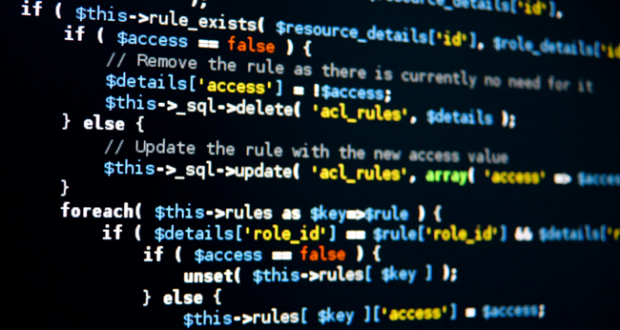 );
$resource_details['id'],
if ( $this->rule_exists( $resource_details['id'], $role_details['id
if ( $access == false ) {
// Remove the rule as there is currently no need for it
$details['access'] = !$access;
$this->_sql->delete( 'acl_rules', $details );
} else {
// Update the rule with the new access value
$this->_sql->update( 'acl_rules', array( 'access' => $access
}
foreach( $this->rules as $key=>$rule ) {
if ( $details['role_id'] == $rule['role_id'] && $details['r
if ( $access == false ) {
unset( $this->rules[ $key ] );
} else {
$this->rules[ $key ]['access'] = $access;